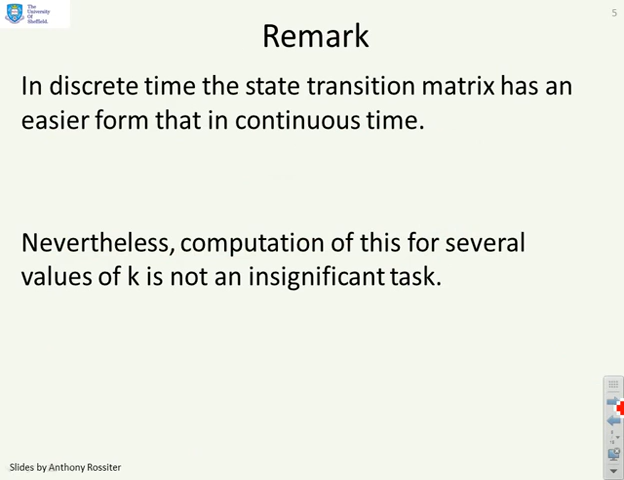 The
University
Of
Sheffield.
5
Remark
In discrete time the state transition matrix has an
easier form that in continuous time.
Nevertheless, computation of this for several
values of k is not an insignificant task.
Slides by Anthony Rossiter